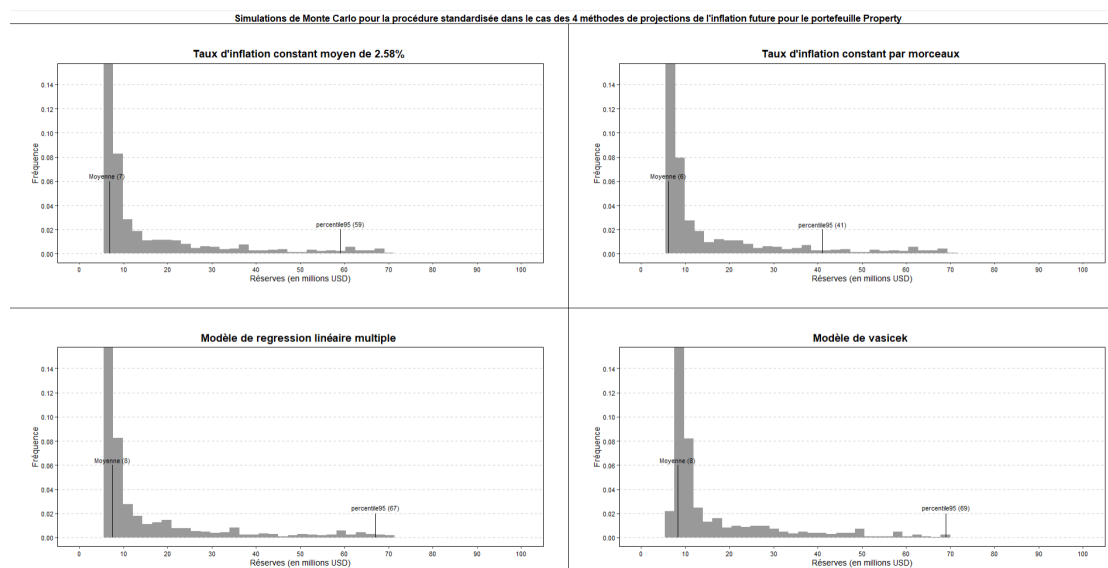 Simulations de Monte Carlo pour la procédure standardisée dans le cas des 4 méthodes de projections de l'inflation future pour le portefeuille Property
Taux d'inflation constant moyen de 2.58%
Fréquence
0.14
0.12
0.10
0.08
0.06
0.04
0.02
0.00
Moyenne (7)
percentile95 (59)
0 10 20 30 40 50 60 70 80 90 100
Réserves (en millions USD)
Taux d'inflation constant par morceaux
Fréquence
0.14
0.12
0.10
0.08
0.06
0.04
0.02
0.00
Moyenne (6)
percentile95 (41)
0 10 20 30 40 50 60 70 80 90 100
Réserves (en millions USD)
Modèle de regression linéaire multiple
Fréquence
0.14
0.12
0.10
0.08
0.06
0.04
0.02
0.00
Moyenne (8)
percentile95 (67)
0 10 20 30 40 50 60 70 80 90 100
Réserves (en millions USD)
Modèle de vasicek
Fréquence
0.14
0.12
0.10
0.08
0.06
0.04
0.02
0.00
Moyenne (8)
percentile95 (69)
0 10 20 30 40 50 60 70 80 90 100
Réserves (en millions USD)